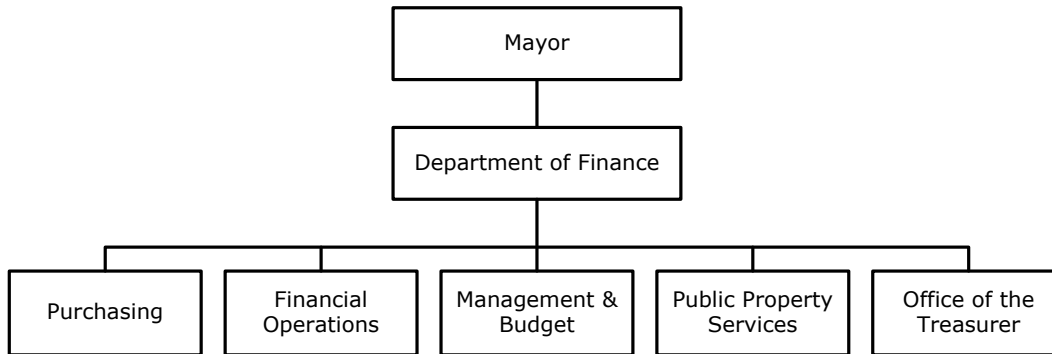 Mayor
Department of Finance
Purchasing
Financial
Operations
Management &
Budget
Public Property
Services
Office of the
Treasurer